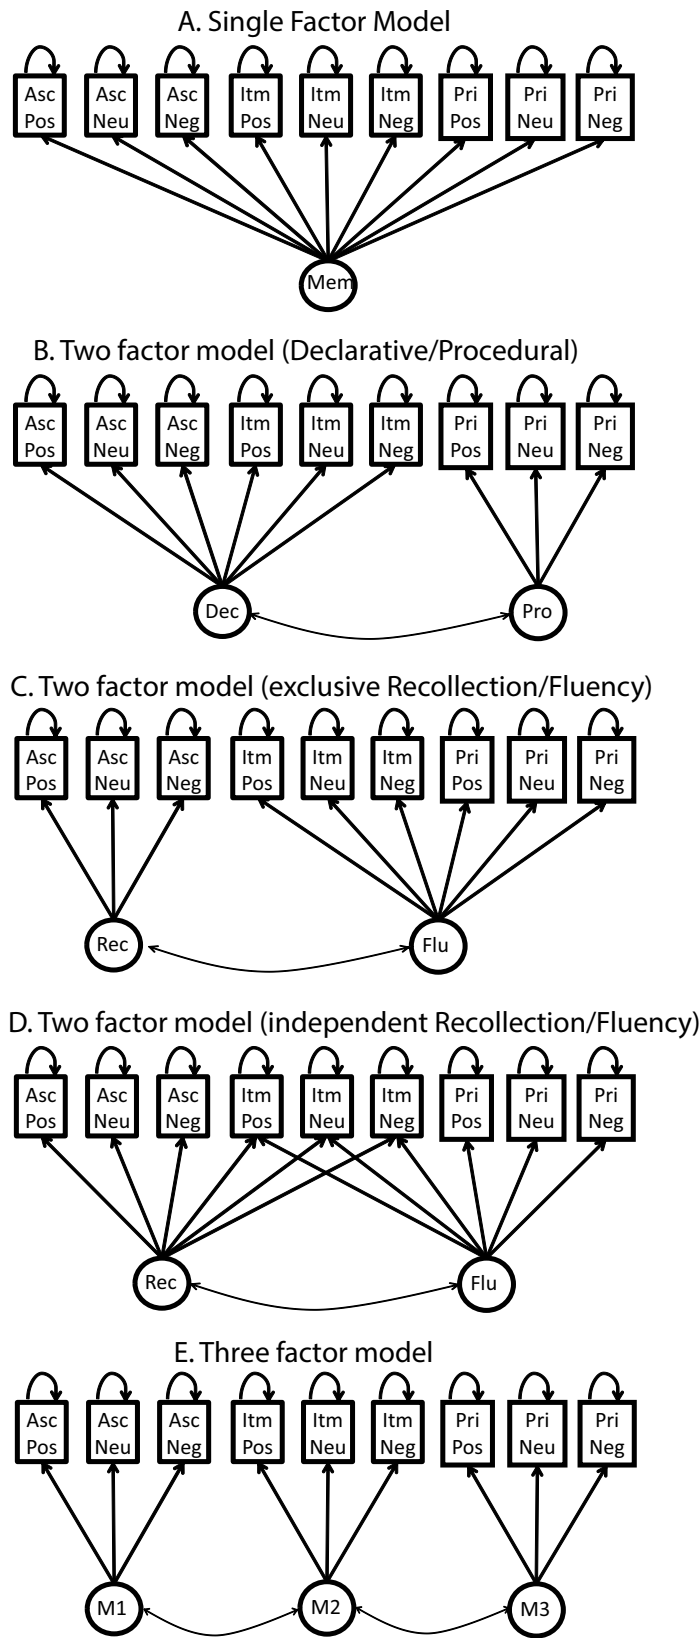 A. Single Factor Model
Asc Asc Asc Itm Itm Itm Pri Pri Pri
Pos Neu Neg Pos Neu Neg Pos Neu Neg
Mem
B. Two factor model (Declarative/Procedural)
Asc Asc Asc Itm Itm Itm Pri Pri Pri
Pos Neu Neg Pos Neu Neg Pos Neu Neg
Dec Pro
C. Two factor model (exclusive Recollection/Fluency)
Asc Asc Asc Itm Itm Itm Pri Pri Pri
Pos Neu Neg Pos Neu Neg Pos Neu Neg
Rec Flu
D. Two factor model (independent Recollection/Fluency)
Asc Asc Asc Itm Itm Itm Pri Pri Pri
Pos Neu Neg Pos Neu Neg Pos Neu Neg
Rec Flu
E. Three factor model
Asc Asc Asc Itm Itm Itm Pri Pri Pri
Pos Neu Neg Pos Neu Neg Pos Neu Neg
M1 M2 M3